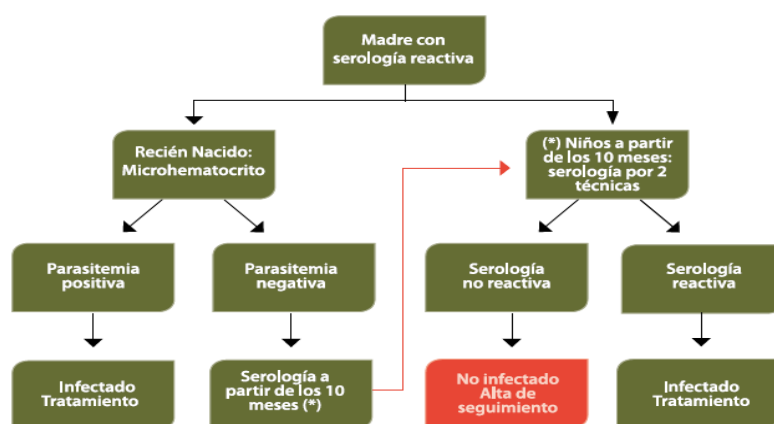 Madre con
serología reactiva
Recién Nacido:
Microhematocrito
(*) Niños a partir
de los 10 meses:
serología por 2
técnicas
Parasitemia
positiva
Parasitemia
negativa
Serología
no reactiva
Serología
reactiva
Infectado
Tratamiento
Serología a
partir de los 10
meses (*)
No infectado
Alta de
seguimiento
Infectado
Tratamiento